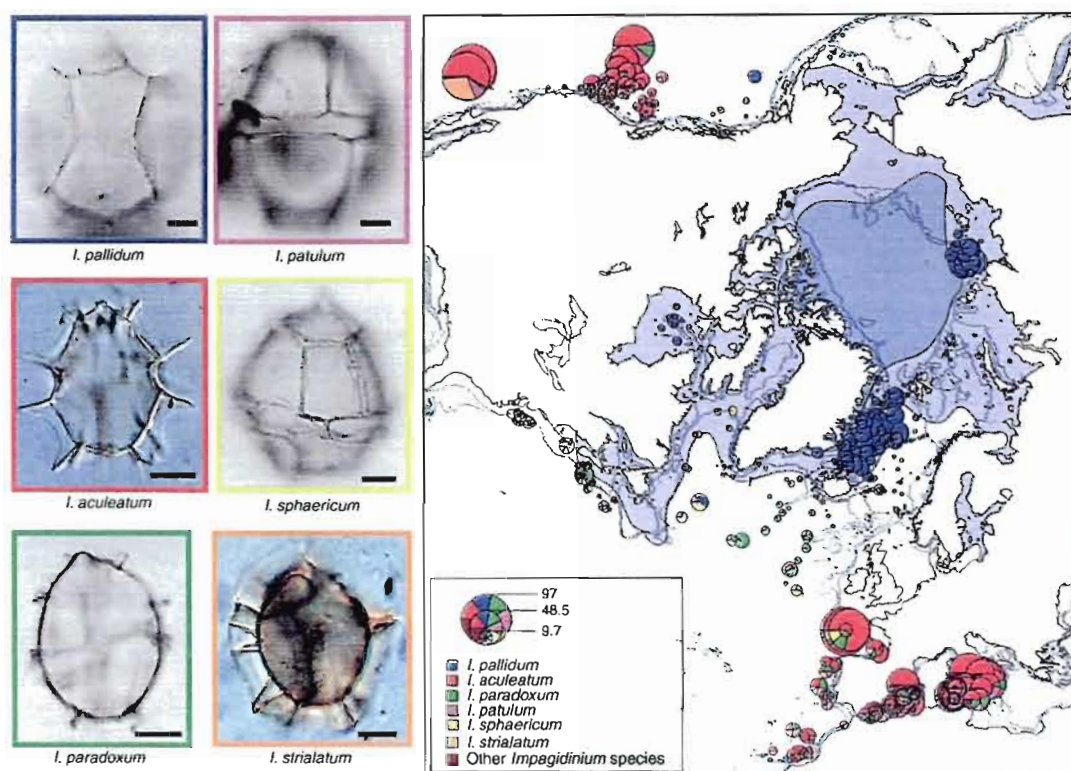 I. pallidum
I. patulum
I. aculeatum
I. sphaericum
I. paradoxum
I. strialatum
97
48.5
9.7
I. pallidum
I. aculeatum
I. paradoxum
I. patulum
I. sphaericum
I. strialatum
Other Impagidinium species